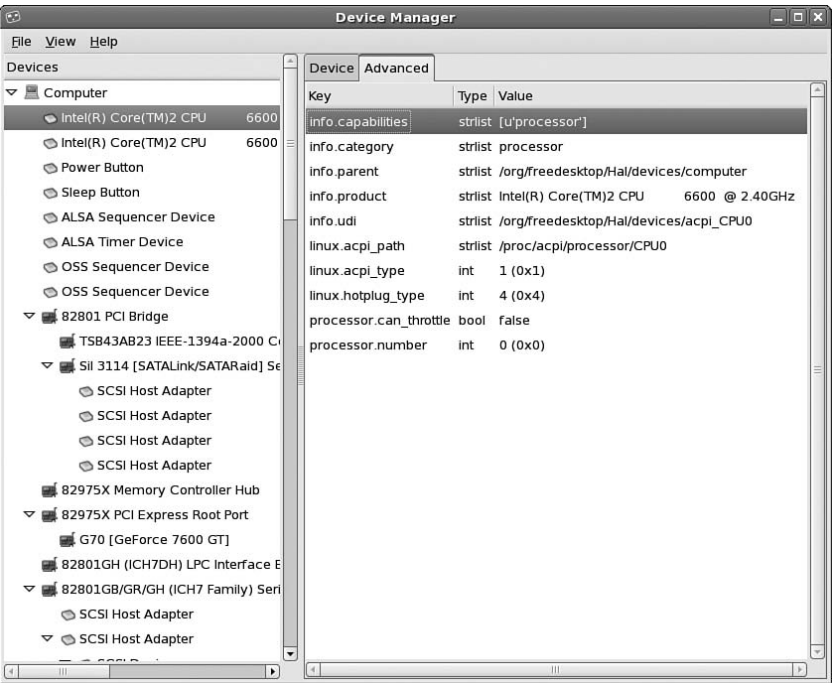 Device Manager
File View Help
Devices
Computer
Intel(R) Core(TM)2 CPU 6600
Intel(R) Core(TM)2 CPU 6600
Power Button
Sleep Button
ALSA Sequencer Device
ALSA Timer Device
OSS Sequencer Device
OSS Sequencer Device
82801 PCI Bridge
TSB43AB23 IEEE-1394a-2000
SiI 3114 [SATALink/SATARaid]
SCSI Host Adapter
SCSI Host Adapter
SCSI Host Adapter
SCSI Host Adapter
82975X Memory Controller Hub
82975X PCI Express Root Port
G70 [GeForce 7600 GT]
82801GH (ICH7DH) LPC Interface
82801GB/GR/GH (ICH7 Family)
SCSI Host Adapter
SCSI Host Adapter
Device Advanced
Key Type Value
info.capabilities strlist [u'processor']
info.category strlist processor
info.parent strlist /org/freedesktop/Hal/devices/computer
info.product strlist Intel(R) Core(TM)2 CPU 6600 @ 2.40GHz
info.udi strlist /org/freedesktop/Hal/devices/acpi_CPU0
linux.acpi_path strlist /proc/acpi/processor/CPU0
linux.acpi_type int 1 (0x1)
linux.hotplug_type int 4 (0x4)
processor.can_throttle bool false
processor.number int 0 (0x0)